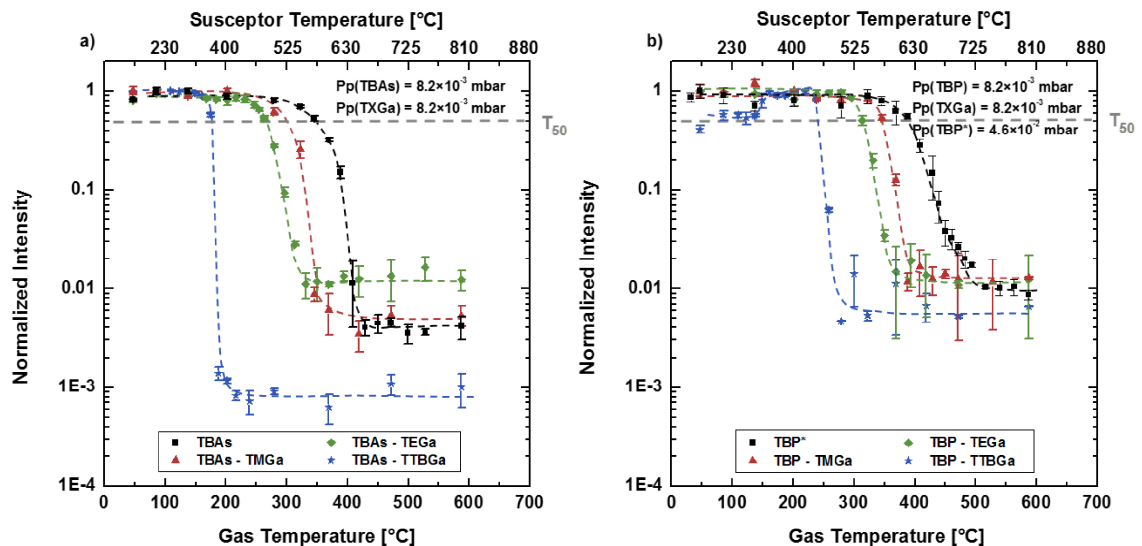 Susceptor Temperature [°C]
a)
230 400 525 630 725 810 880
1
0.1
0.01
1E-3
1E-4
Normalized Intensity
Pp(TBAs) = 8.2×10⁻³ mbar
Pp(TXGa) = 8.2×10⁻³ mbar
T₅₀
TBAs
TBAs - TEGa
TBAs - TMGa
TBAs - TTBGa
0 100 200 300 400 500 600 700
Gas Temperature [°C]
Susceptor Temperature [°C]
b)
230 400 525 630 725 810 880
1
0.1
0.01
1E-3
1E-4
Normalized Intensity
Pp(TBP) = 8.2×10⁻³ mbar
Pp(TXGa) = 8.2×10⁻³ mbar
Pp(TBP*) = 4.6×10⁻² mbar
T₅₀
TBP*
TBP - TEGa
TBP - TMGa
TBP - TTBGa
0 100 200 300 400 500 600 700
Gas Temperature [°C]